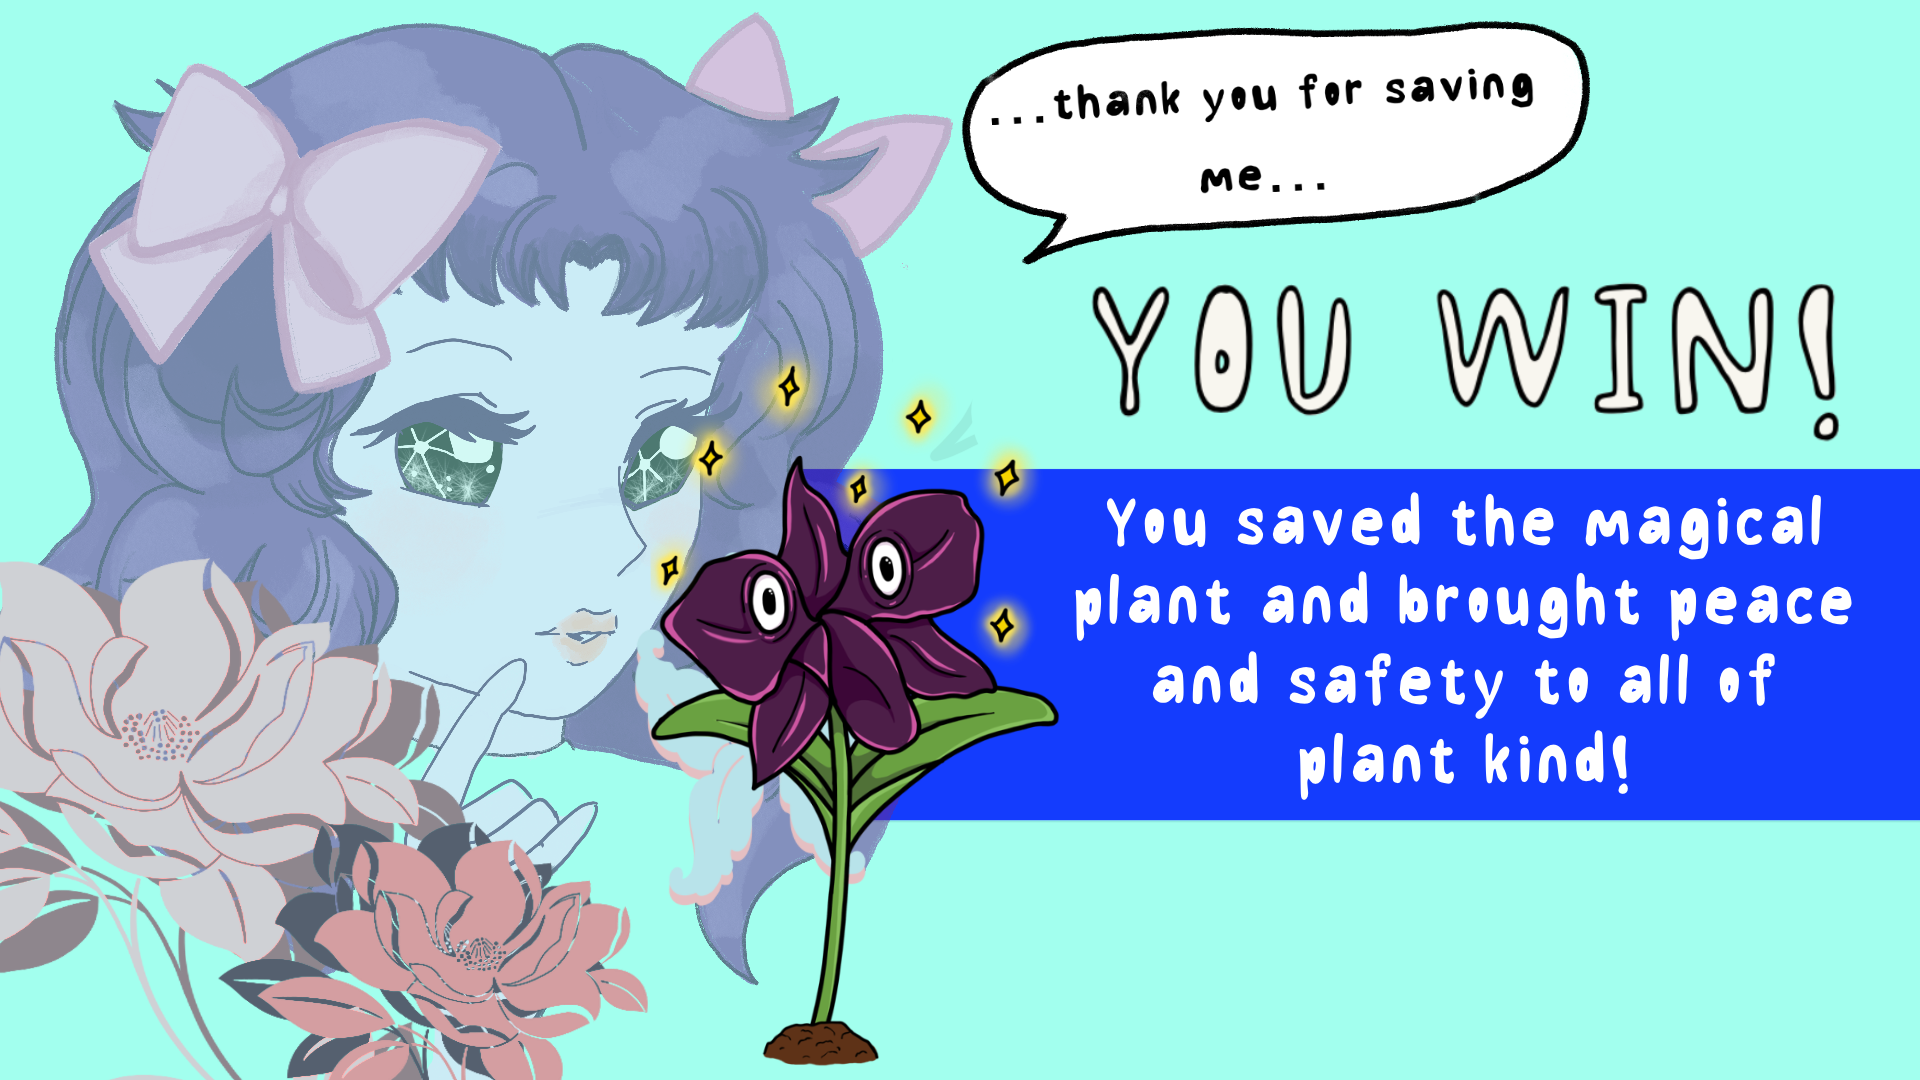 ...thank you for saving
me...
YOU WIN!
You saved the magical
plant and brought peace
and safety to all of
plant kind!